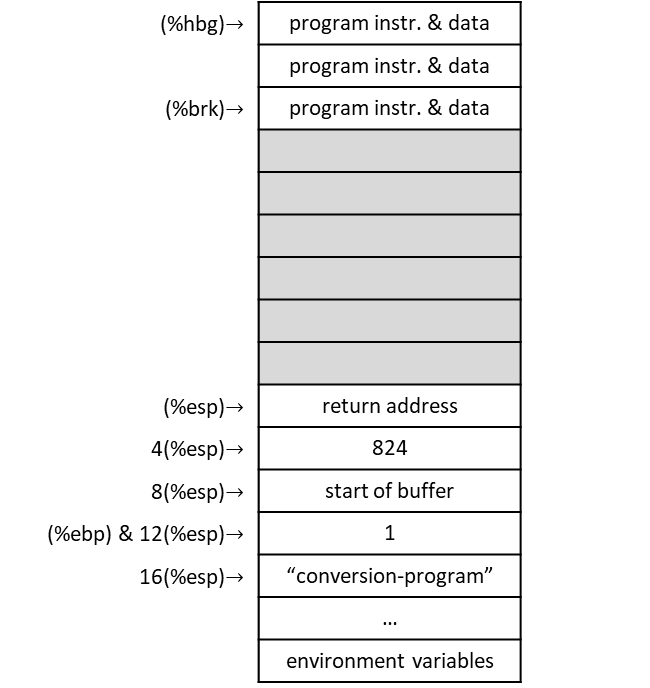 (%hbg)→ program instr. & data
program instr. & data
(%brk)→ program instr. & data
(%esp)→ return address
4(%esp)→ 824
8(%esp)→ start of buffer
(%ebp) & 12(%esp)→ 1
16(%esp)→ “conversion-program”
...
environment variables